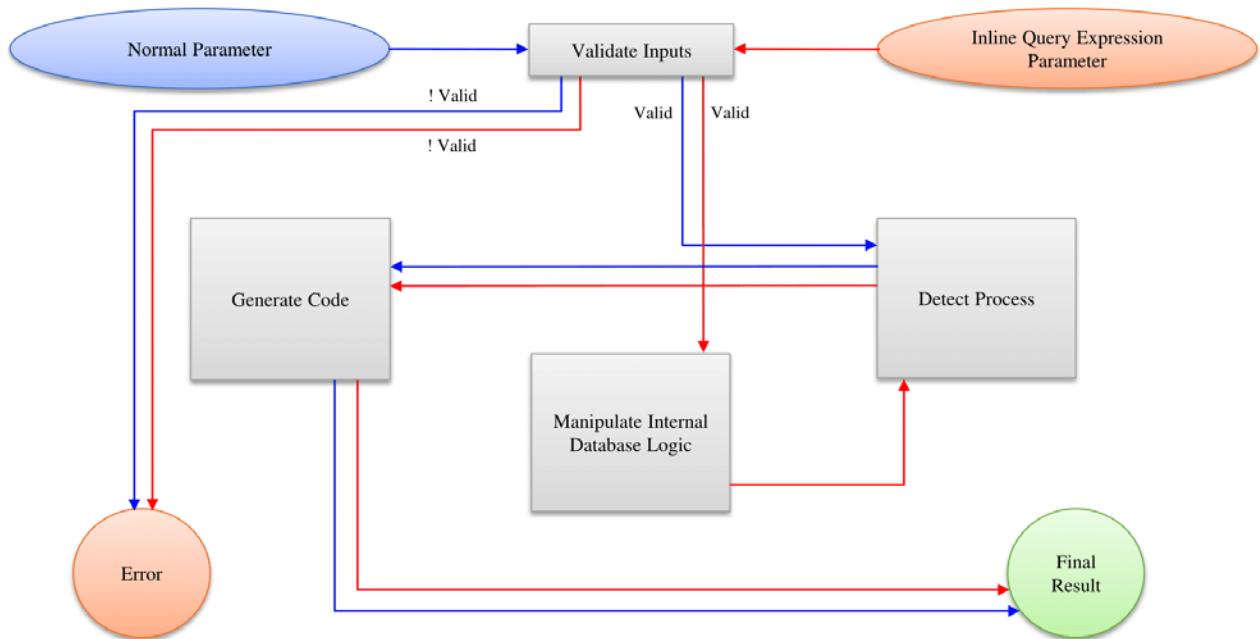 Normal Parameter
Validate Inputs
Inline Query Expression
Parameter
! Valid
Valid
Valid
! Valid
Generate Code
Detect Process
Manipulate Internal
Database Logic
Error
Final
Result